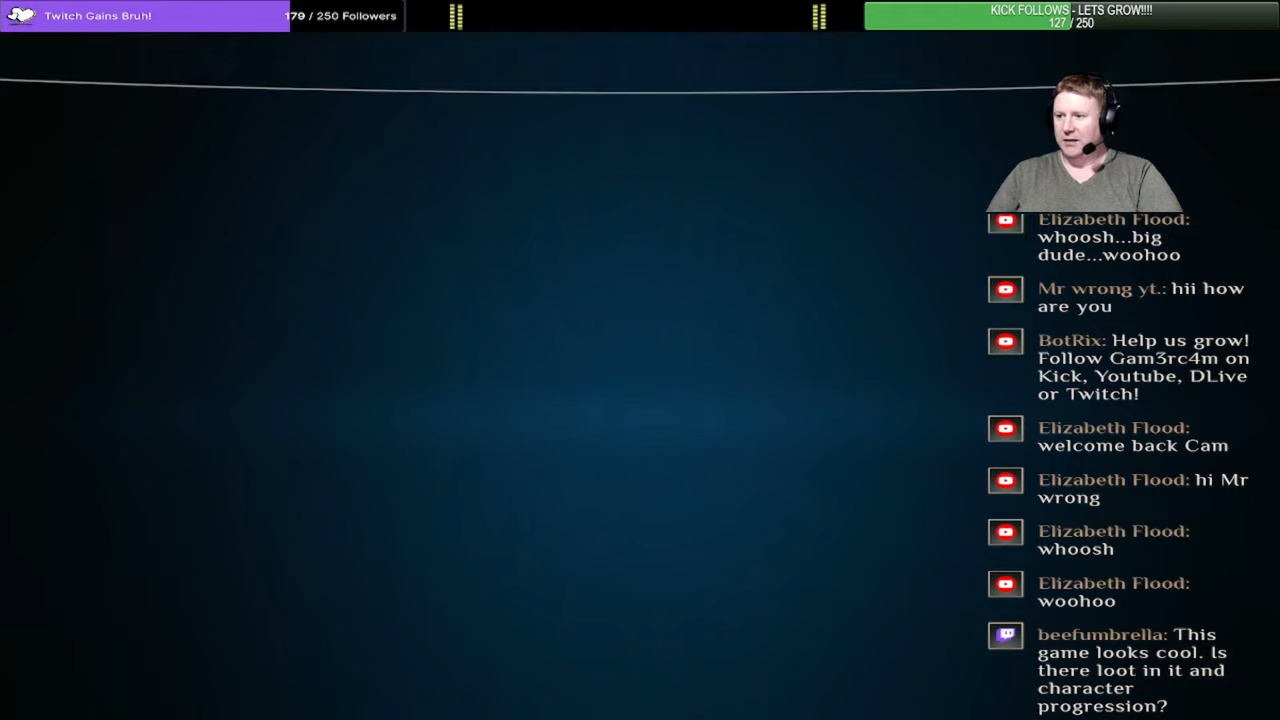 Twitch Gains Bruh!
179 / 250 Followers
KICK FOLLOWS - LETS GROW!!!!
127 / 250
Elizabeth Flood:
whoosh...big
dude...woohoo
Mr wrong yt.: hii how
are you
BotRix: Help us grow!
Follow Gam3rc4m on
Kick, Youtube, DLive
or Twitch!
Elizabeth Flood:
welcome back Cam
Elizabeth Flood: hi Mr
wrong
Elizabeth Flood:
whoosh
Elizabeth Flood:
woohoo
beefumbrella: This
game looks cool. Is
there loot in it and
character
progression?